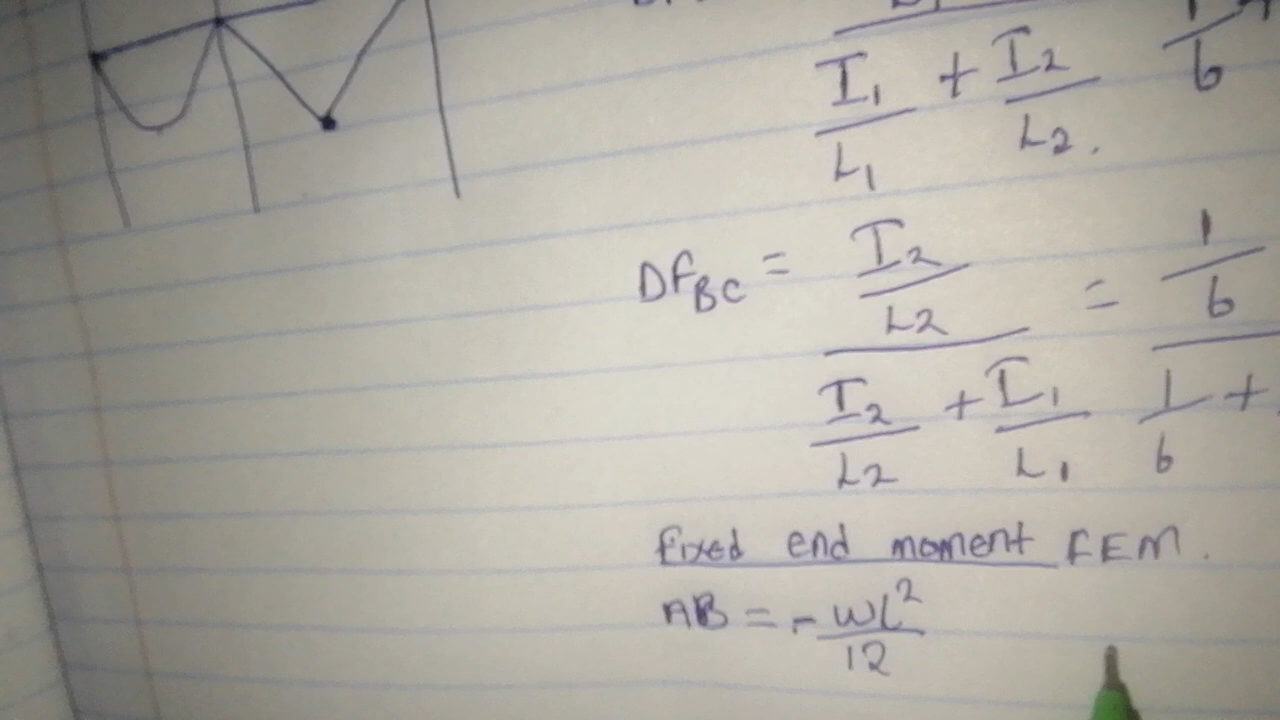 I₁ + I₂ 1
L₁ L₂. 6
DF_BC = I₂ = 1
L₂ 6
I₂ + I₁ 1 +
L₂ L₁ 6
Fixed end moment FEM.
AB = - WL²
12